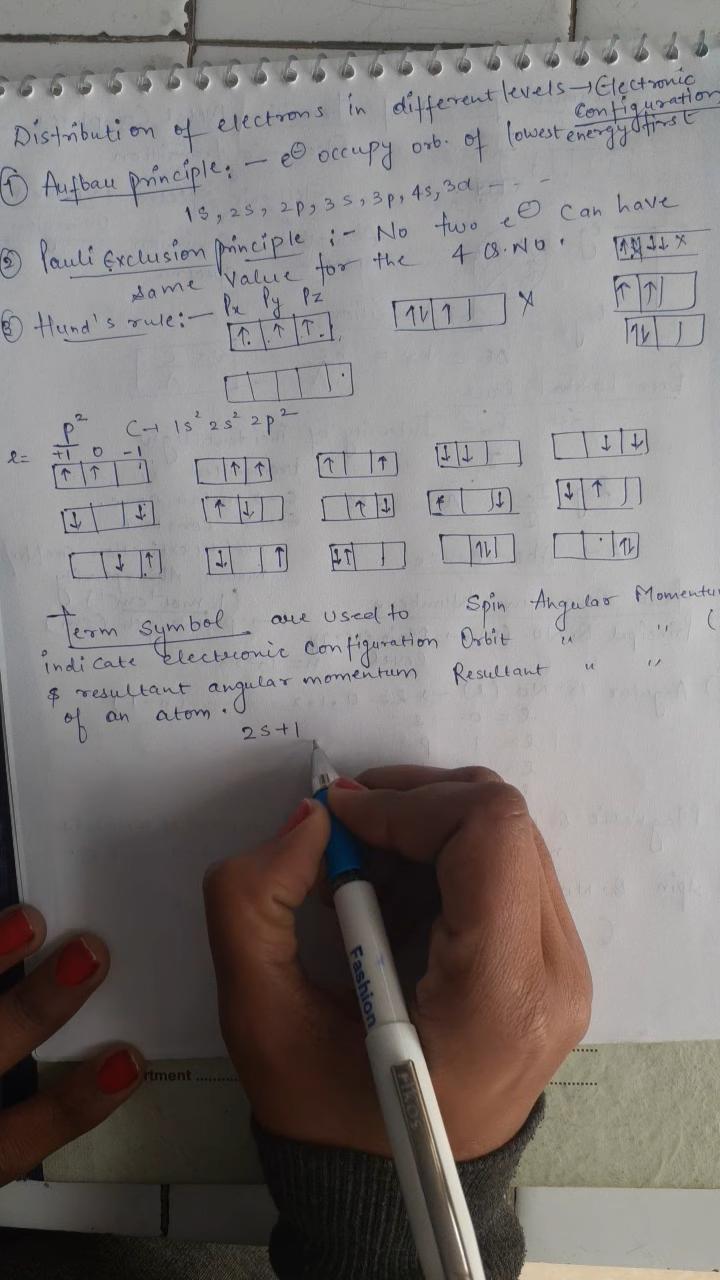 Distribution of electrons in different levels → Electronic
Configuration
① Aufbau principle: - e⊖ occupy orb. of lowest energy first
1s, 2s, 2p, 3s, 3p, 4s, 3d - - - -
② Pauli Exclusion principle :- No two e⊖ can have
same value for the 4 Q.No.
↑↓↓↓ x
③ Hund's rule:- Px Py Pz
↑ ↑ ↑
↑↓ ↑ x
↑ ↑
↑↓
p² C → 1s² 2s² 2p²
l = +1 0 -1
↑ ↑ ↑ ↑ ↑ ↑ ↓ ↓ ↓ ↓
↓ ↓ ↑ ↓ ↑ ↓ ↑ ↓ ↓ ↑
↓ ↑ ↓ ↑ ↓↑ ↑↓ ↑↓
Term Symbol are used to
indicate electronic configuration
& resultant angular momentum
of an atom.
Spin Angular Momentu
Orbit " " (
Resultant " "
2s+1
Fashion
rtment ..........